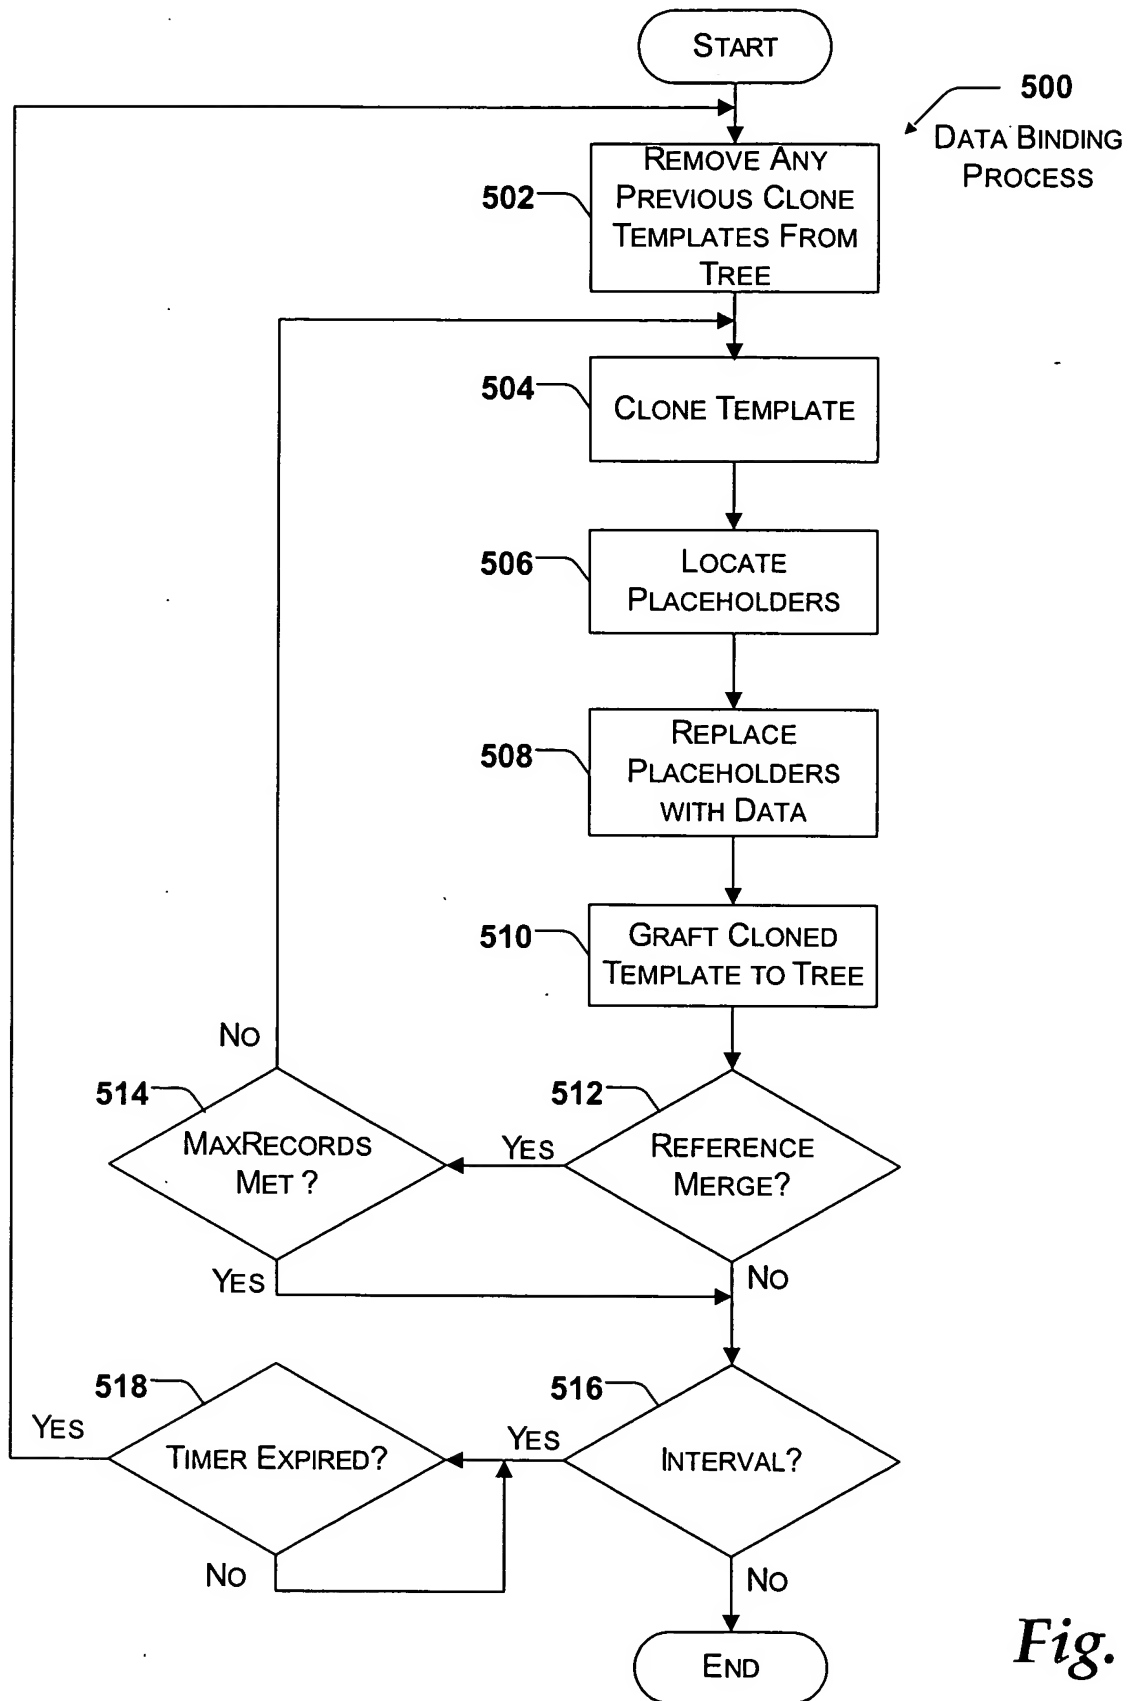 START
500
DATA BINDING
PROCESS
502
REMOVE ANY
PREVIOUS CLONE
TEMPLATES FROM
TREE
504
CLONE TEMPLATE
506
LOCATE
PLACEHOLDERS
508
REPLACE
PLACEHOLDERS
WITH DATA
510
GRAFT CLONED
TEMPLATE TO TREE
NO
514
MAXRECORDS
MET ?
YES
512
REFERENCE
MERGE?
YES
NO
518
YES
TIMER EXPIRED?
YES
516
INTERVAL?
NO
NO
END
Fig.